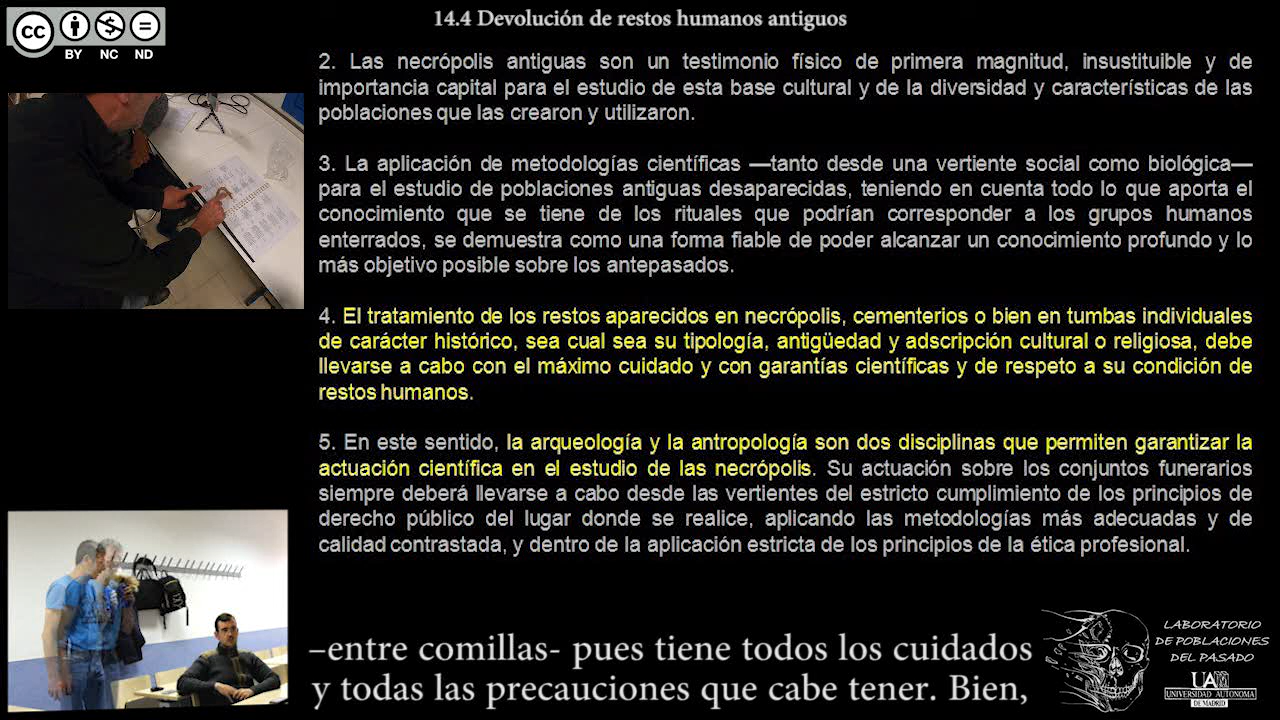 14.4 Devolución de restos humanos antiguos
cc
BY NC ND
2. Las necrópolis antiguas son un testimonio físico de primera magnitud, insustituible y de
importancia capital para el estudio de esta base cultural y de la diversidad y características de las
poblaciones que las crearon y utilizaron.
3. La aplicación de metodologías científicas —tanto desde una vertiente social como biológica—
para el estudio de poblaciones antiguas desaparecidas, teniendo en cuenta todo lo que aporta el
conocimiento que se tiene de los rituales que podrían corresponder a los grupos humanos
enterrados, se demuestra como una forma fiable de poder alcanzar un conocimiento profundo y lo
más objetivo posible sobre los antepasados.
4. El tratamiento de los restos aparecidos en necrópolis, cementerios o bien en tumbas individuales
de carácter histórico, sea cual sea su tipología, antigüedad y adscripción cultural o religiosa, debe
llevarse a cabo con el máximo cuidado y con garantías científicas y de respeto a su condición de
restos humanos.
5. En este sentido, la arqueología y la antropología son dos disciplinas que permiten garantizar la
actuación científica en el estudio de las necrópolis. Su actuación sobre los conjuntos funerarios
siempre deberá llevarse a cabo desde las vertientes del estricto cumplimiento de los principios de
derecho público del lugar donde se realice, aplicando las metodologías más adecuadas y de
calidad contrastada, y dentro de la aplicación estricta de los principios de la ética profesional.
–entre comillas- pues tiene todos los cuidados
y todas las precauciones que cabe tener. Bien,
LABORATORIO
DE POBLACIONES
DEL PASADO
UAM
UNIVERSIDAD AUTONOMA
DE MADRID